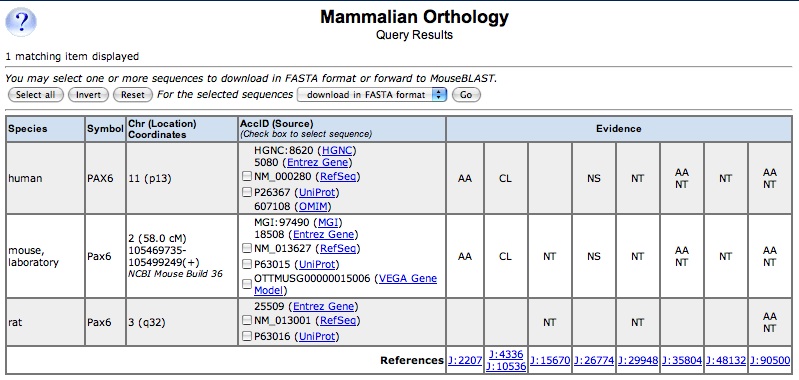 ?
Mammalian Orthology
Query Results
1 matching item displayed
You may select one or more sequences to download in FASTA format or forward to MouseBLAST.
Select all Invert Reset For the selected sequences download in FASTA format Go
Species Symbol Chr (Location) Coordinates AccID (Source) (Check box to select sequence) Evidence
human PAX6 11 (p13)
HGNC:8620 (HGNC)
5080 (Entrez Gene)
NM_000280 (RefSeq)
P26367 (UniProt)
607108 (OMIM)
AA CL NS NT AA NT NT AA NT
mouse, laboratory Pax6
2 (58.0 cM)
105469735-
105499249(+)
NCBI Mouse Build 36
MGI:97490 (MGI)
18508 (Entrez Gene)
NM_013627 (RefSeq)
P63015 (UniProt)
OTTMUSG00000015006 (VEGA Gene
Model)
AA CL NT NS NT AA NT NT AA NT
rat Pax6 3 (q32)
25509 (Entrez Gene)
NM_013001 (RefSeq)
P63016 (UniProt)
NT NT AA NT
References J:2207 J:4336 J:10536 J:15670 J:26774 J:29948 J:35804 J:48132 J:90500